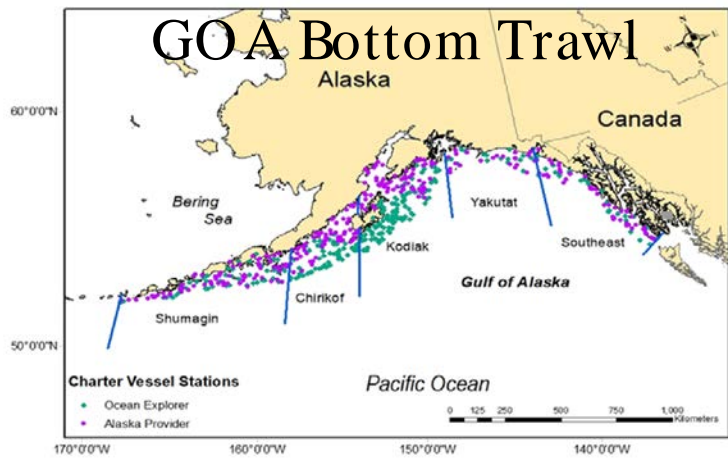 GOA Bottom Trawl
Alaska
60°0'0"N
Canada
Bering
Sea
Yakutat
Kodiak
Southeast
Gulf of Alaska
Chirikof
Shumagin
50°0'0"N
Charter Vessel Stations
Pacific Ocean
Ocean Explorer
Alaska Provider
0 125 250 500 750 1,000
Kilometers
170°0'0"W 160°0'0"W 150°0'0"W 140°0'0"W